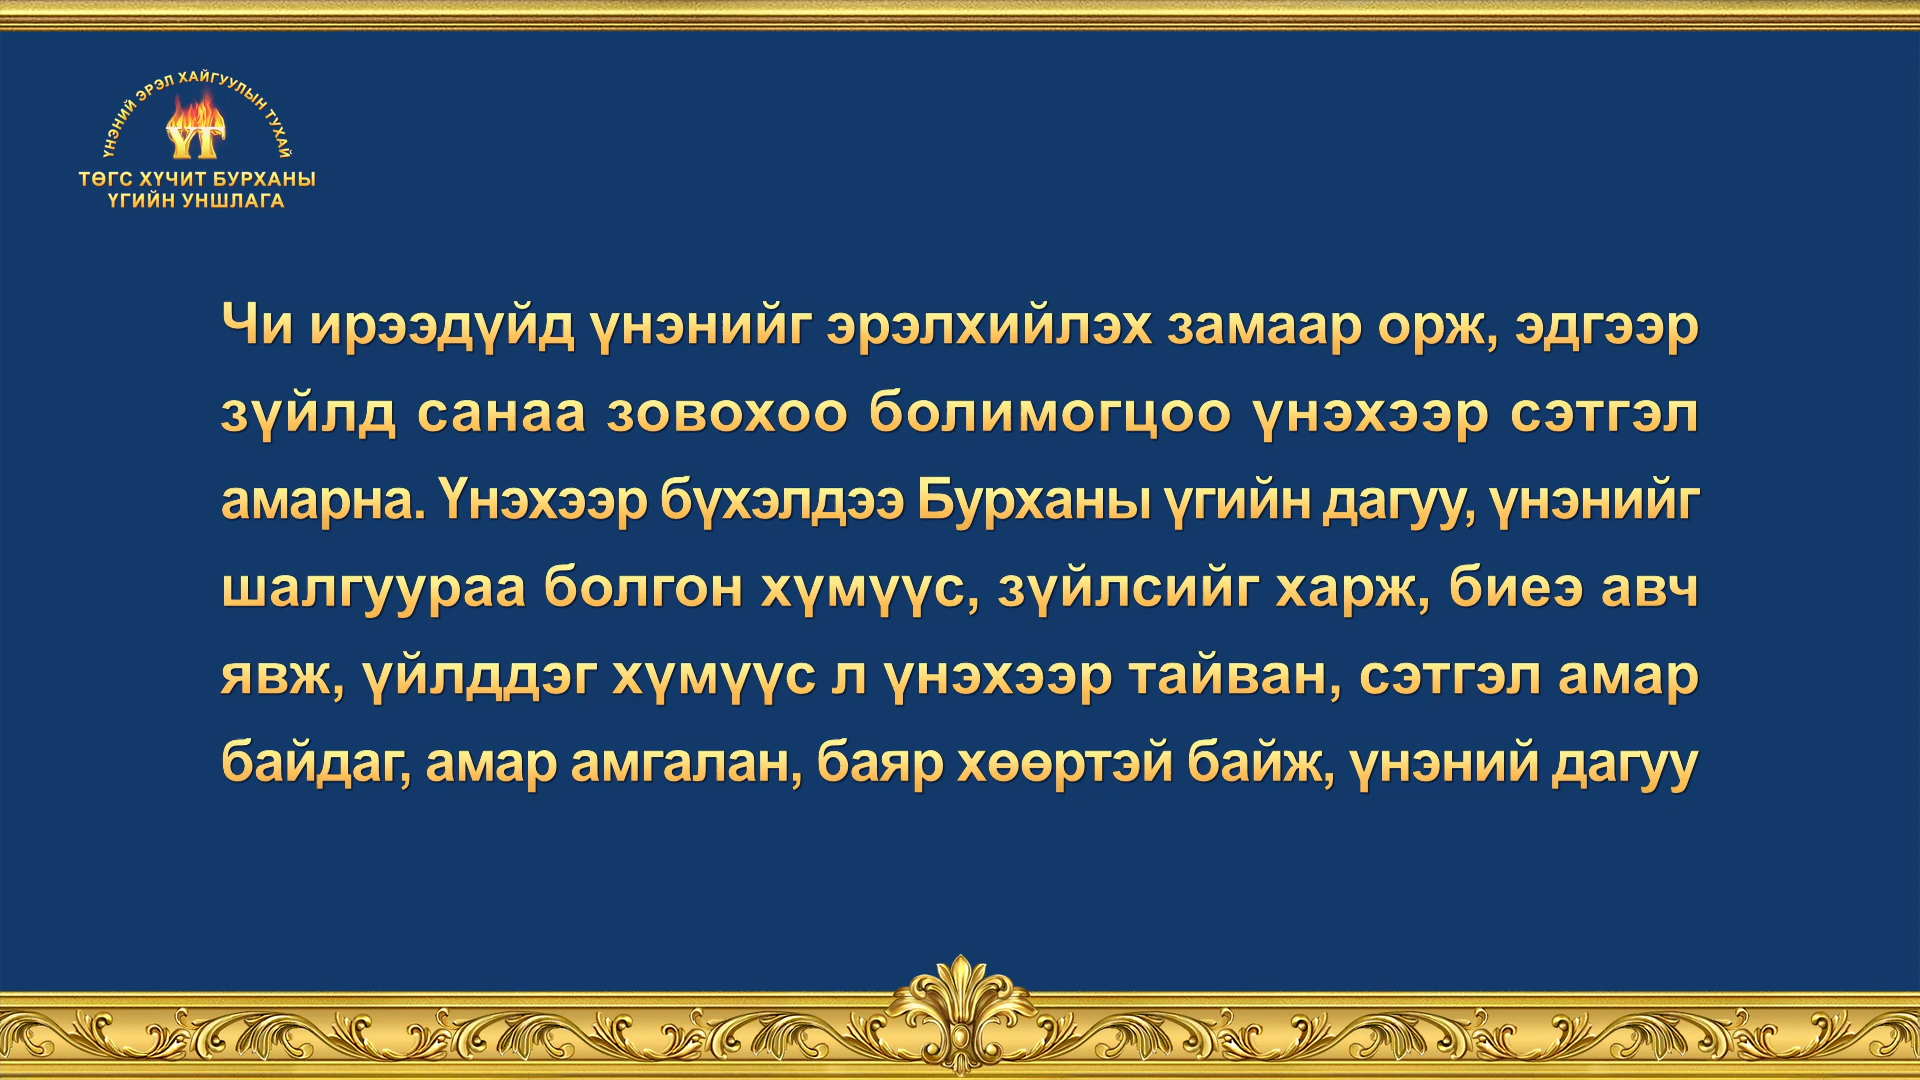 ҮНЭНИЙ ЭРЭЛ ХАЙГУУЛЫН ТУХАЙ
ҮГ
ТӨГС ХҮЧИТ БУРХАНЫ
ҮГИЙН УНШЛАГА
Чи ирээдүйд үнэнийг эрэлхийлэх замаар орж, эдгээр
зүйлд санаа зовохоо болимогцоо үнэхээр сэтгэл
амарна. Үнэхээр бүхэлдээ Бурханы үгийн дагуу, үнэнийг
шалгуураа болгон хүмүүс, зүйлсийг харж, биеэ авч
явж, үйлддэг хүмүүс л үнэхээр тайван, сэтгэл амар
байдаг, амар амгалан, баяр хөөртэй байж, үнэний дагуу